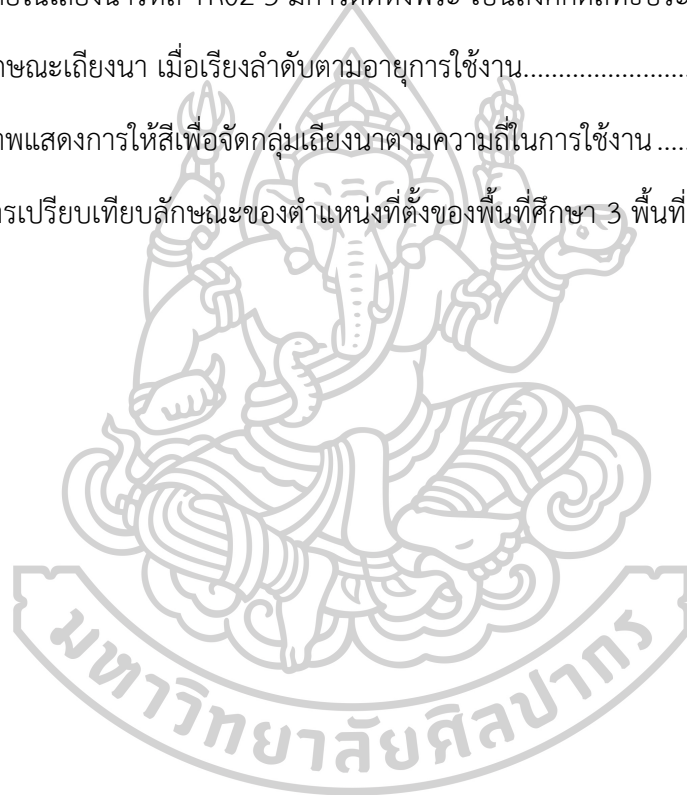 ลักษณะเถียงนา เมื่อเรียงลำดับตามอายุการใช้งาน......................
ภาพแสดงการให้สีเพื่อจัดกลุ่มเถียงนาตามความถี่ในการใช้งาน .....
การเปรียบเทียบลักษณะของตำแหน่งที่ตั้งของพื้นที่ศึกษา 3 พื้นที่
มหาวิทยาลัยศิลปากร